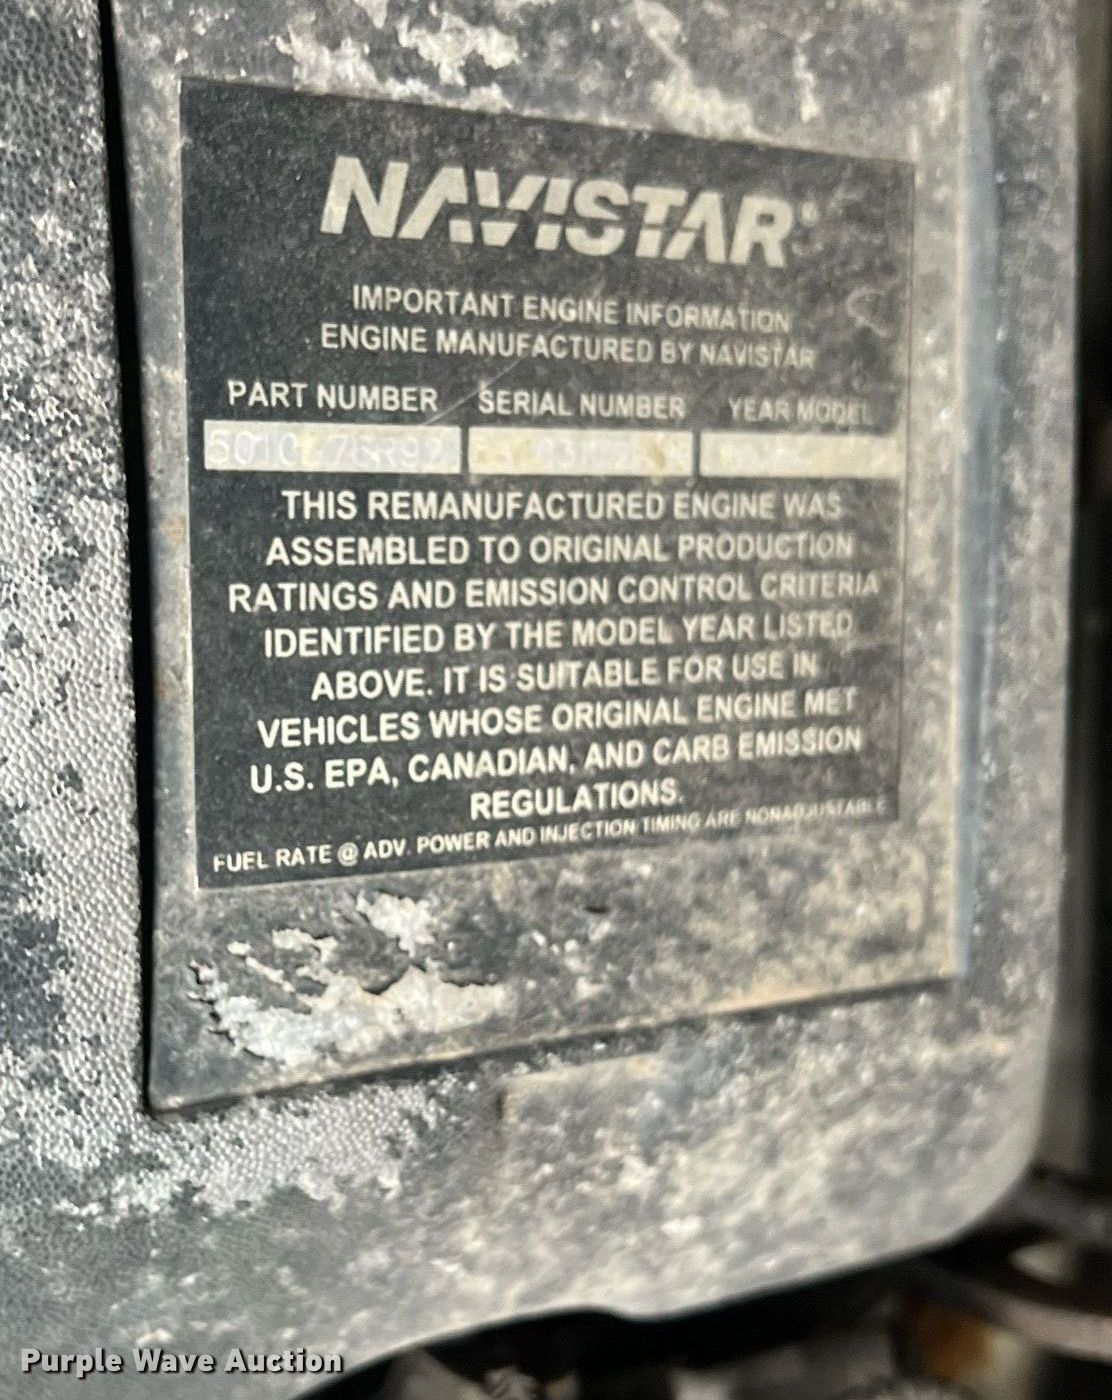 NAVISTAR®
IMPORTANT ENGINE INFORMATION
ENGINE MANUFACTURED BY NAVISTAR
PART NUMBER SERIAL NUMBER YEAR MODEL
THIS REMANUFACTURED ENGINE WAS
ASSEMBLED TO ORIGINAL PRODUCTION
RATINGS AND EMISSION CONTROL CRITERIA
IDENTIFIED BY THE MODEL YEAR LISTED
ABOVE. IT IS SUITABLE FOR USE IN
VEHICLES WHOSE ORIGINAL ENGINE MET
U.S. EPA, CANADIAN, AND CARB EMISSION
REGULATIONS.
FUEL RATE @ ADV. POWER AND INJECTION TIMING ARE NONADJUSTABLE
Purple Wave Auction